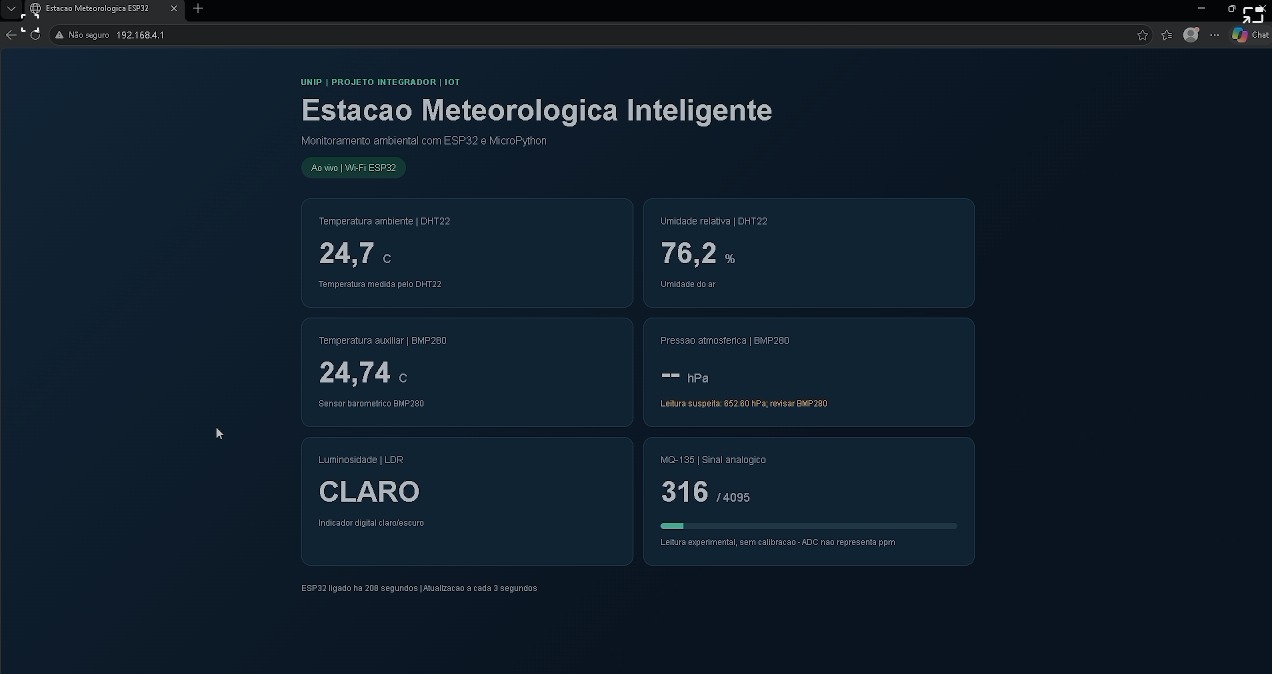 Estacao Meteorologica ESP32
Não seguro 192.168.4.1
Chat
UNIP | PROJETO INTEGRADOR | IOT
Estacao Meteorologica Inteligente
Monitoramento ambiental com ESP32 e MicroPython
Ao vivo | Wi-Fi ESP32
Temperatura ambiente | DHT22
24,7 C
Temperatura medida pelo DHT22
Umidade relativa | DHT22
76,2 %
Umidade do ar
Temperatura auxiliar | BMP280
24,74 C
Sensor barometrico BMP280
Pressao atmosferica | BMP280
-- hPa
Leitura suspeita: 652.60 hPa; revisar BMP280
Luminosidade | LDR
CLARO
Indicador digital claro/escuro
MQ-135 | Sinal analogico
316 / 4095
Leitura experimental, sem calibracao - ADC nao representa ppm
ESP32 ligado ha 208 segundos | Atualizacao a cada 3 segundos